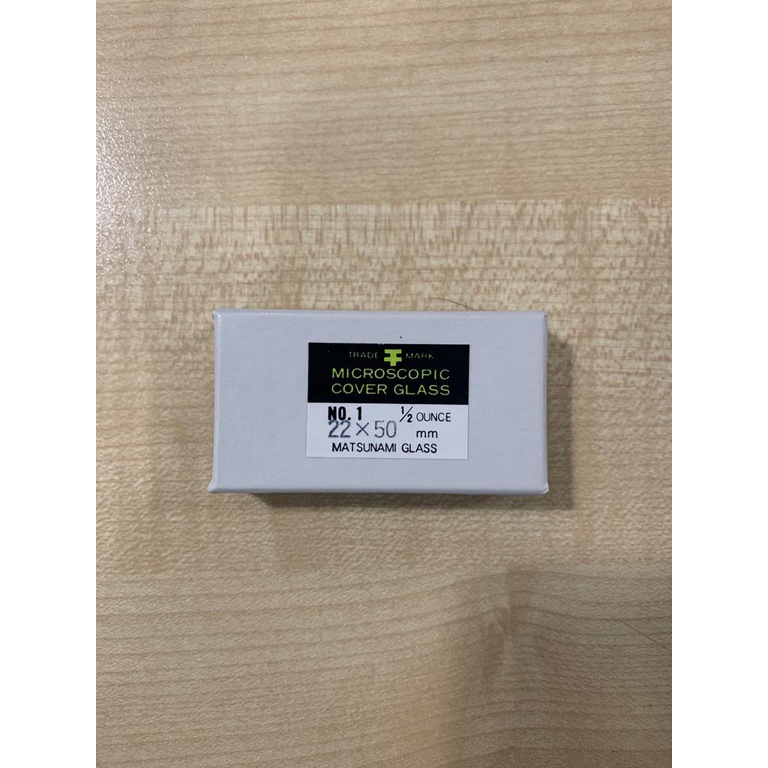 TRADE MARK
MICROSCOPIC
COVER GLASS
NO. 1 ½ OUNCE
22×50 mm
MATSUNAMI GLASS